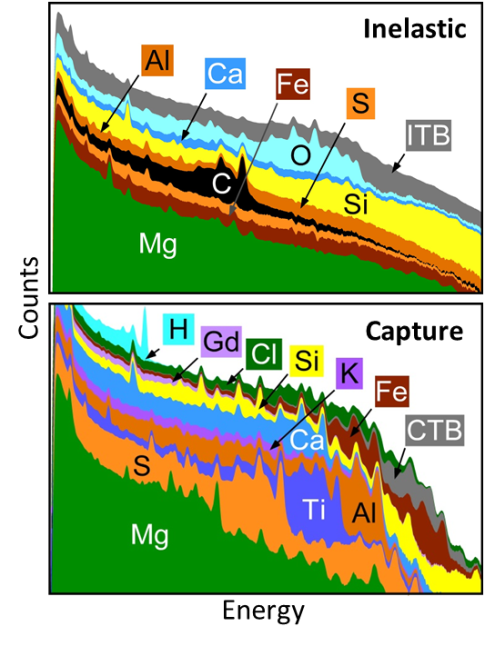 Inelastic
Al
Ca
Fe
S
ITB
O
C
Si
Mg
Counts
Capture
H
Gd
Cl
Si
K
Fe
CTB
Ca
S
Ti
Al
Mg
Energy